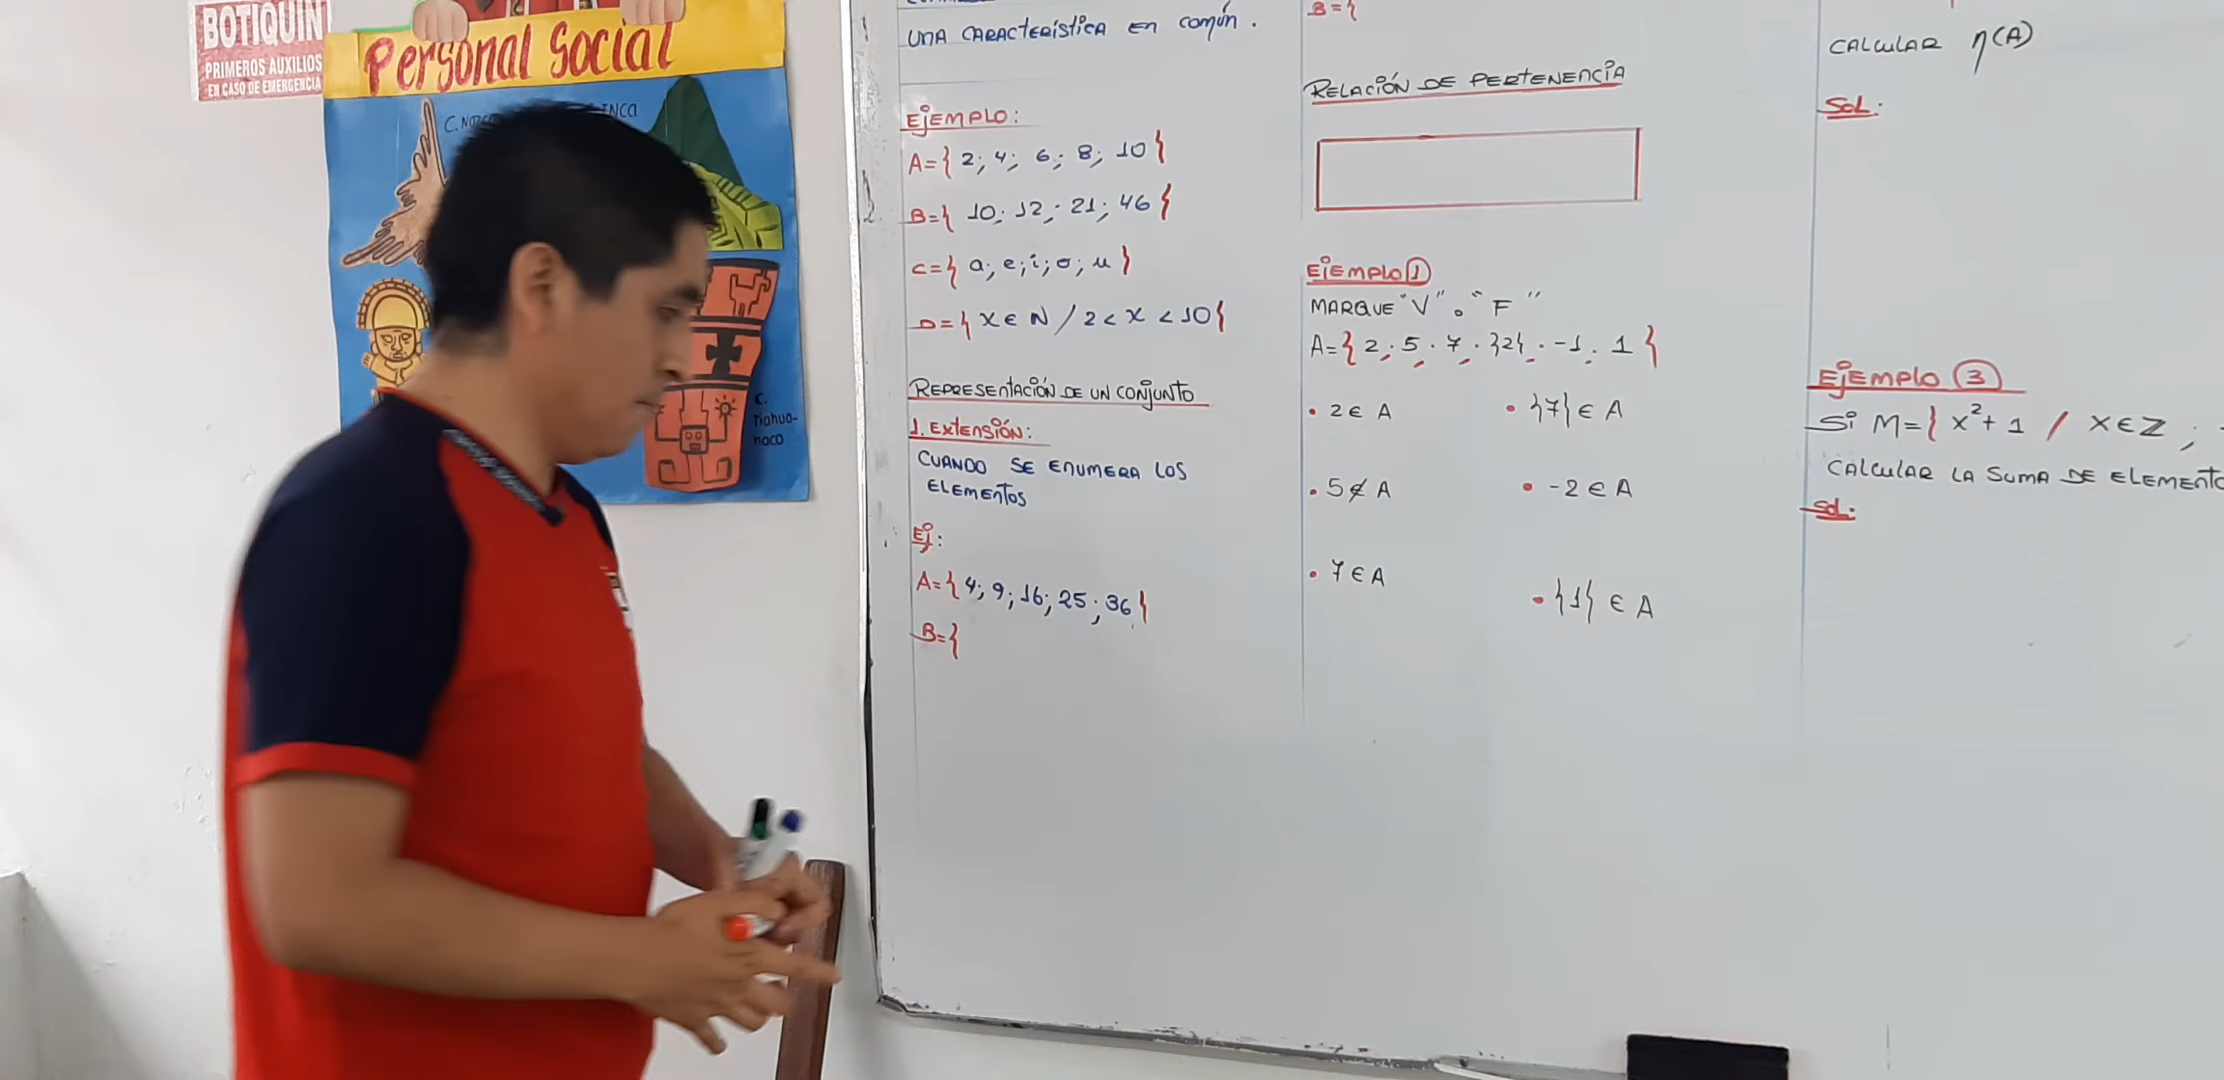 BOTIQUIN
PRIMEROS AUXILIOS
EN CASO DE EMERGENCIA
Personal Social
INCA
C.
Tiahua-
naco
UNA CARACTERÍSTICA EN común.
EJEMPLO:
A={ 2; 4; 6; 8; 10}
B={ 10; 12; 21; 46}
C={ a; e; i; o; u}
D={ X ∈ N / 2 < X < 10}
REPRESENTACIÓN DE UN CONJUNTO
1. EXTENSIÓN:
CUANDO SE ENUMERA LOS
ELEMENTOS
Ej:
A={4; 9; 16; 25; 36}
B={
B={
RELACIÓN DE PERTENENCIA
EJEMPLO 1
MARQUE "V" o "F"
A={ 2; 5; 7; {2}; -1; 1 }
• 2 ∈ A
• {7} ∈ A
• 5 ∉ A
• -2 ∈ A
• 7 ∈ A
• {1} ∈ A
CALCULAR η(A)
Sol:
EJEMPLO 3
Si M={ x²+1 / X ∈ Z ;
CALCULAR LA SUMA DE ELEMENTO
Sol: